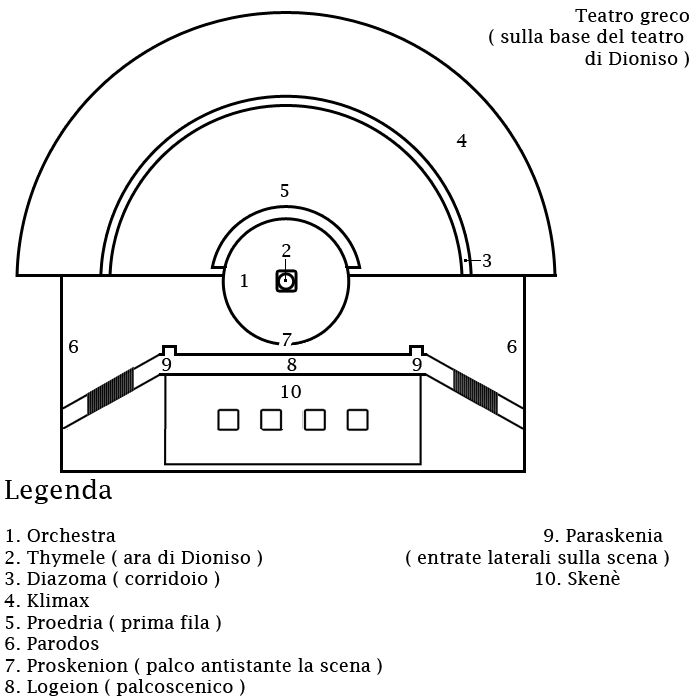 Teatro greco
( sulla base del teatro
di Dioniso )
4
5
2
3
1
7
6
6
9
8
9
10
Legenda
1. Orchestra
2. Thymele ( ara di Dioniso )
3. Diazoma ( corridoio )
4. Klimax
5. Proedria ( prima fila )
6. Parodos
7. Proskenion ( palco antistante la scena )
8. Logeion ( palcoscenico )
9. Paraskenia
( entrate laterali sulla scena )
10. Skenè